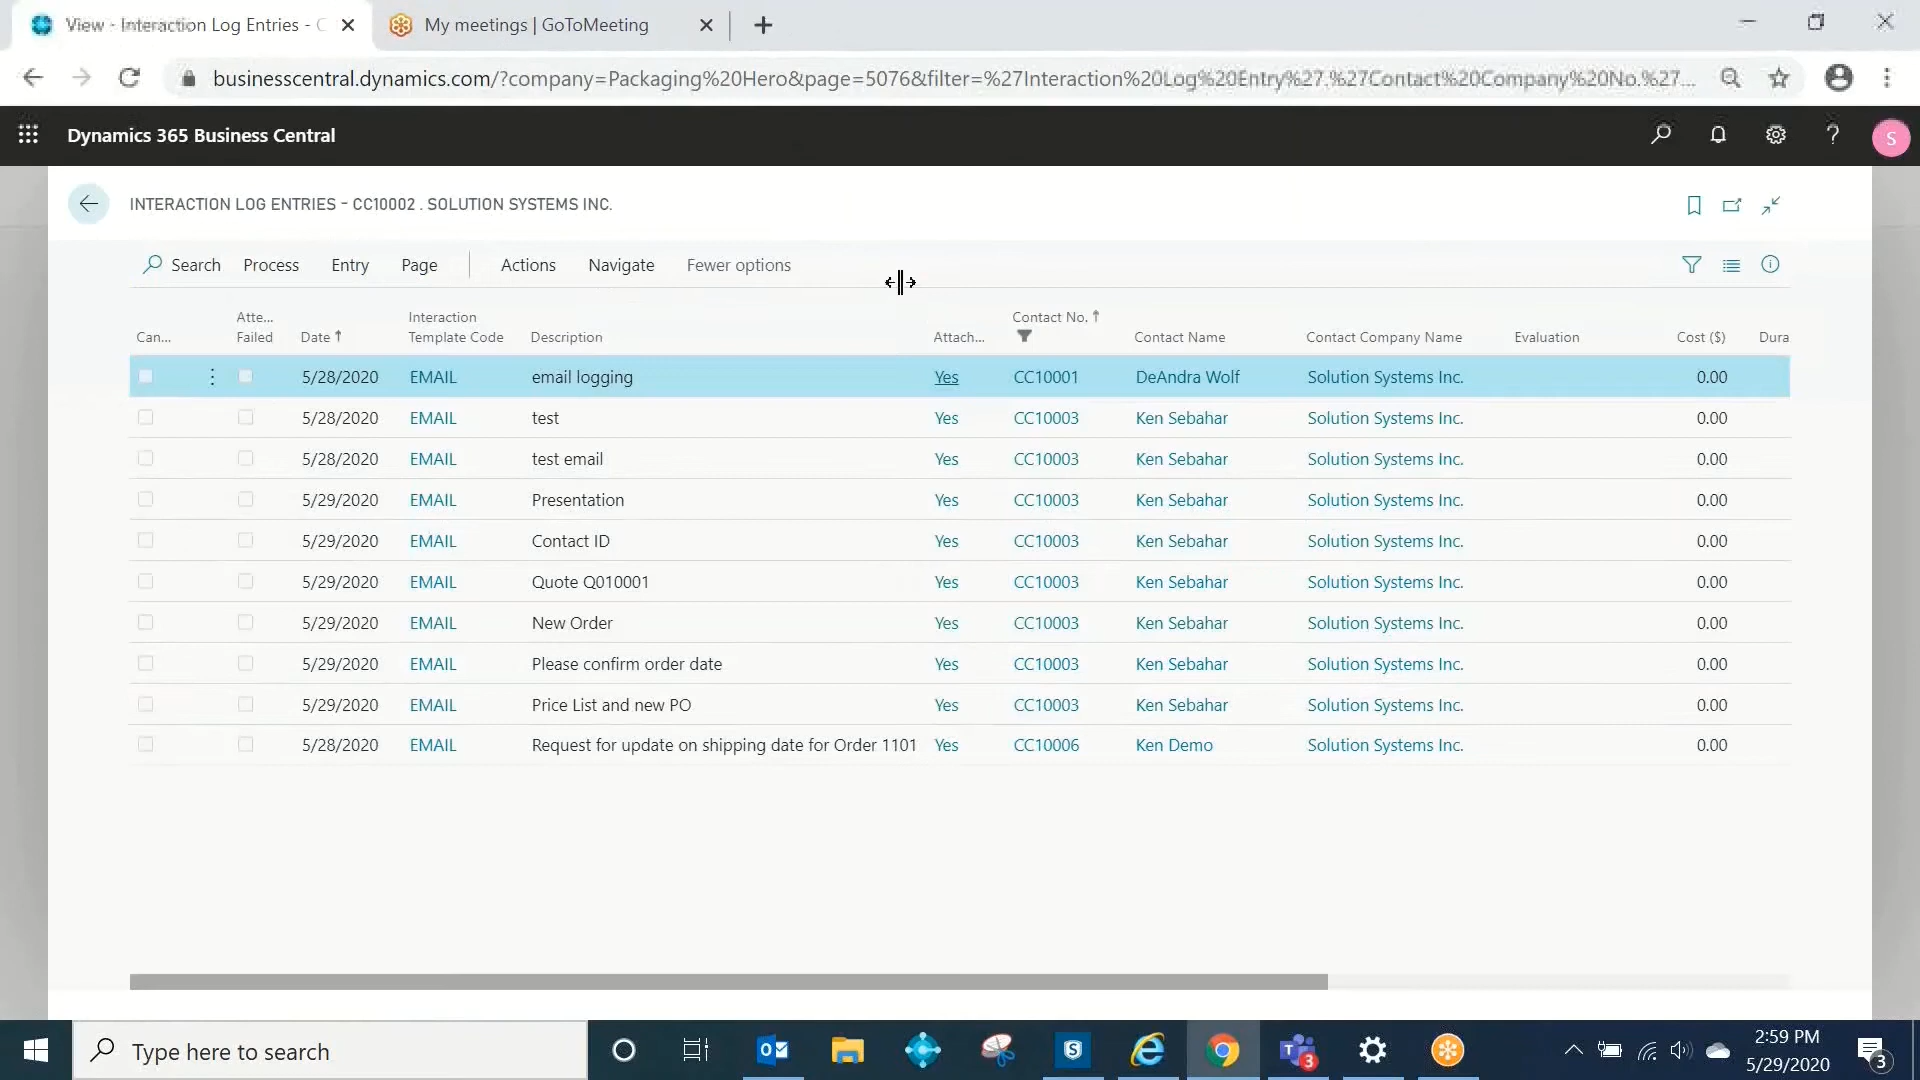 View - Interaction Log Entries - C
My meetings | GoToMeeting
businesscentral.dynamics.com/?company=Packaging%20Hero&page=5076&filter=%27Interaction%20Log%20Entry%27.%27Contact%20Company%20No.%27...
Dynamics 365 Business Central
S
INTERACTION LOG ENTRIES - CC10002 . SOLUTION SYSTEMS INC.
Search Process Entry Page Actions Navigate Fewer options
Can... Atte... Failed Date↑ Interaction Template Code Description Attach... Contact No.↑ Contact Name Contact Company Name Evaluation Cost ($) Dura
5/28/2020 EMAIL email logging Yes CC10001 DeAndra Wolf Solution Systems Inc. 0.00
5/28/2020 EMAIL test Yes CC10003 Ken Sebahar Solution Systems Inc. 0.00
5/28/2020 EMAIL test email Yes CC10003 Ken Sebahar Solution Systems Inc. 0.00
5/29/2020 EMAIL Presentation Yes CC10003 Ken Sebahar Solution Systems Inc. 0.00
5/29/2020 EMAIL Contact ID Yes CC10003 Ken Sebahar Solution Systems Inc. 0.00
5/29/2020 EMAIL Quote Q010001 Yes CC10003 Ken Sebahar Solution Systems Inc. 0.00
5/29/2020 EMAIL New Order Yes CC10003 Ken Sebahar Solution Systems Inc. 0.00
5/29/2020 EMAIL Please confirm order date Yes CC10003 Ken Sebahar Solution Systems Inc. 0.00
5/29/2020 EMAIL Price List and new PO Yes CC10003 Ken Sebahar Solution Systems Inc. 0.00
5/28/2020 EMAIL Request for update on shipping date for Order 1101 Yes CC10006 Ken Demo Solution Systems Inc. 0.00
Type here to search
3
2:59 PM
5/29/2020
3